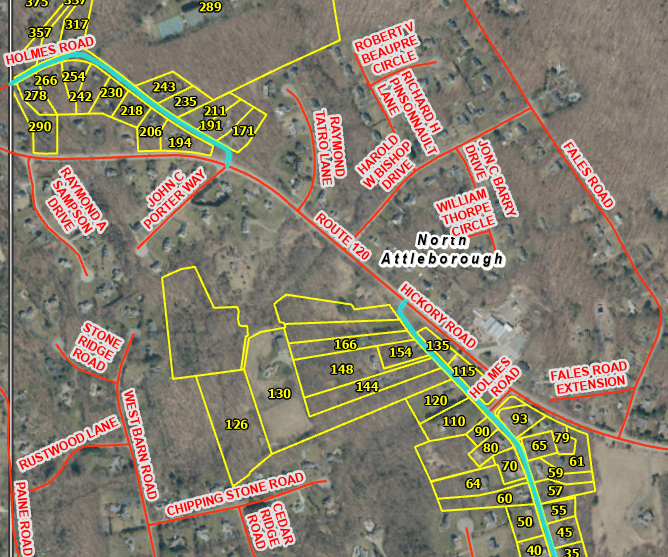 375
337
289
357
317
HOLMES ROAD
ROBERT V
BEAUPRE
CIRCLE
266
254
278
242
230
243
235
218
211
191
171
206
194
290
RICHARD H
PINSONNAULT
LANE
RAYMOND
TATRO LANE
HAROLD
W BISHOP
DRIVE
JON C BARRY
DRIVE
FALES ROAD
RAYMOND A
SAMPSON
DRIVE
JOHN C
PORTER WAY
WILLIAM
THORPE
CIRCLE
ROUTE 120
North
Attleborough
HICKORY ROAD
STONE
RIDGE
ROAD
166
154
135
148
115
144
130
HOLMES
ROAD
FALES ROAD
EXTENSION
120
110
93
126
90
80
65
79
61
70
59
57
64
60
55
50
45
40
35
RUSTWOOD LANE
WEST BARN ROAD
PAINE ROAD
CHIPPING STONE ROAD
CEDAR
RIDGE
ROAD